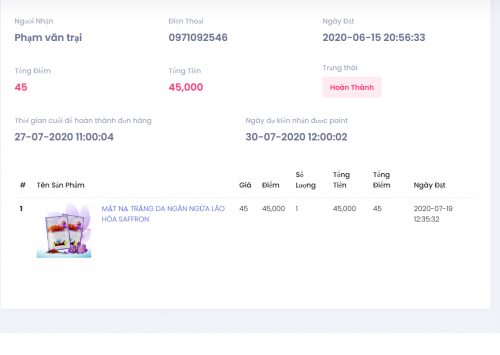 Người Nhận Điện Thoại Ngày Đặt
Phạm văn trại 0971092546 2020-06-15 20:56:33
Tổng Điểm Tổng Tiền Trạng thái
45 45,000 Hoàn Thành
Thời gian cuối để hoàn thành đơn hàng Ngày dự kiến nhận được point
27-07-2020 11:00:04 30-07-2020 12:00:02
# Tên Sản Phẩm Giá Điểm Số Lượng Tổng Tiền Tổng Điểm Ngày Đặt
1 MẶT NẠ TRẮNG DA NGĂN NGỪA LÃO 45 45,000 1 45,000 45 2020-07-19
HÓA SAFFRON 12:35:32